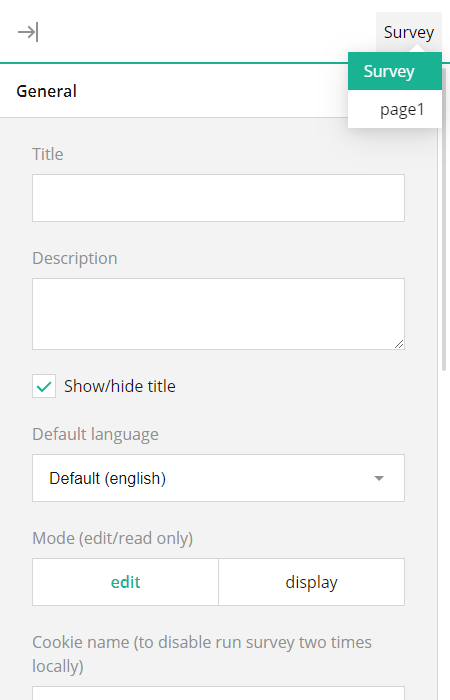 Survey
Survey
page1
General
Title
Description
Show/hide title
Default language
Default (english)
Mode (edit/read only)
edit
display
Cookie name (to disable run survey two times
locally)